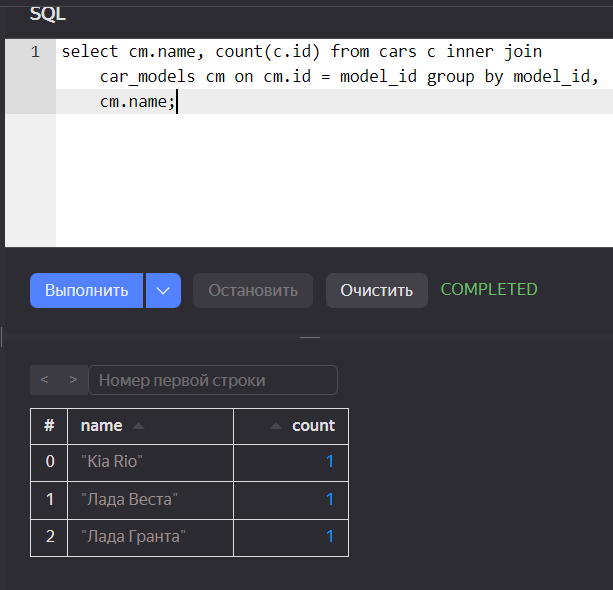 SQL
1 select cm.name, count(c.id) from cars c inner join
car_models cm on cm.id = model_id group by model_id,
cm.name;
Выполнить Остановить Очистить COMPLETED
< > Номер первой строки
# name count
0 "Kia Rio" 1
1 "Лада Веста" 1
2 "Лада Гранта" 1